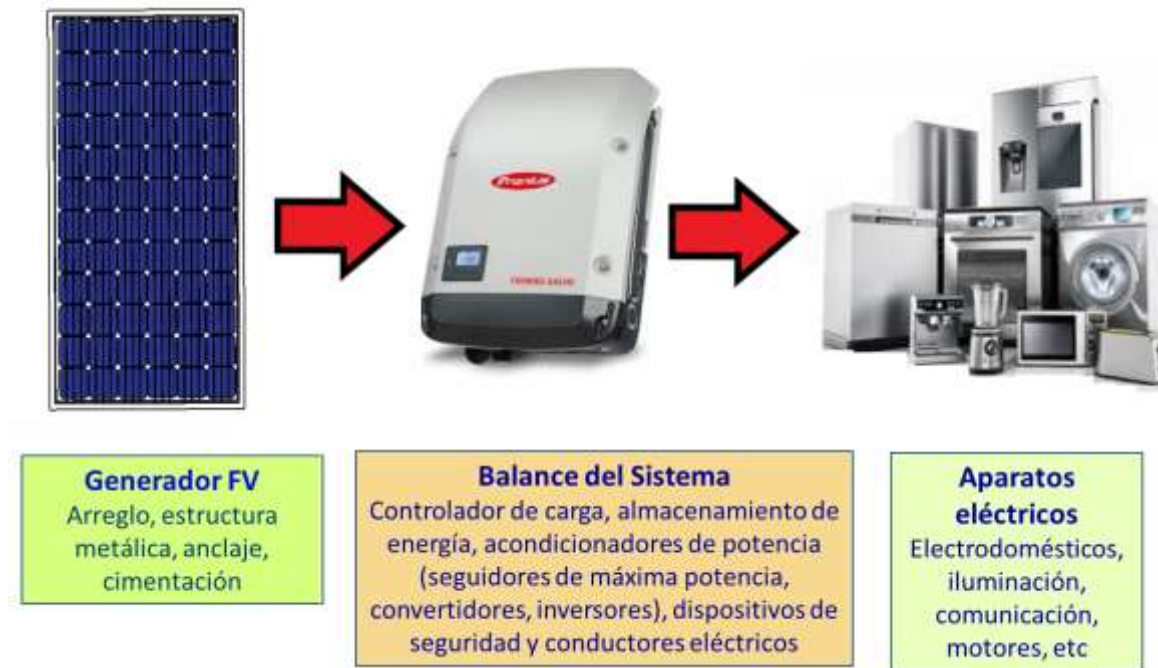 Fronius
Generador FV
Arreglo, estructura
metálica, anclaje,
cimentación
Balance del Sistema
Controlador de carga, almacenamiento de
energía, acondicionadores de potencia
(seguidores de máxima potencia,
convertidores, inversores), dispositivos de
seguridad y conductores eléctricos
Aparatos
eléctricos
Electrodomésticos,
iluminación,
comunicación,
motores, etc